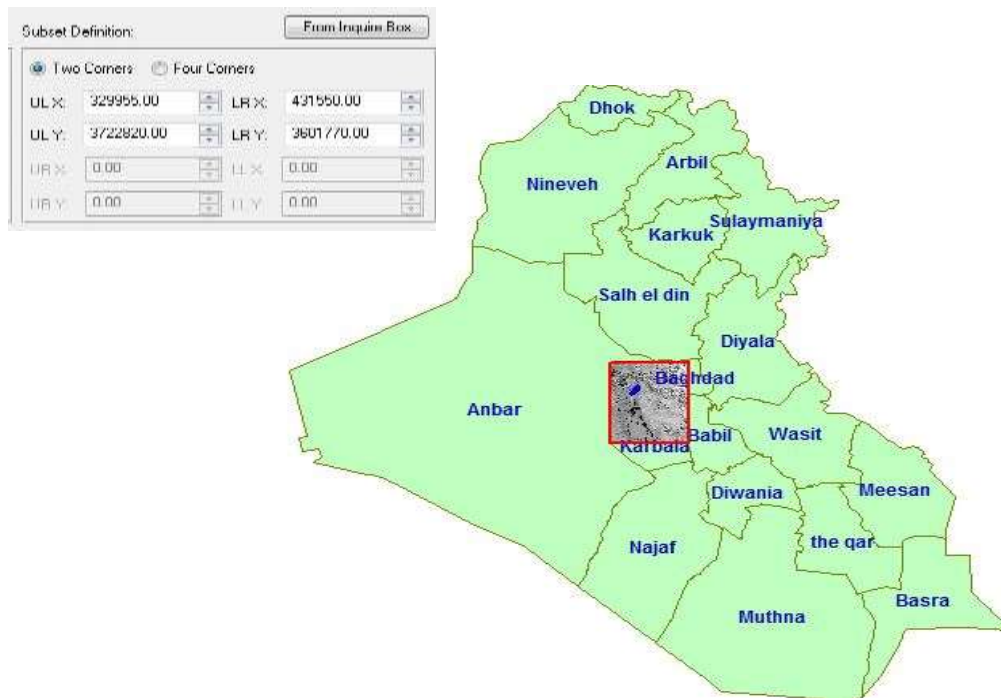 Subset Definition:
From Inquire Box
Two Corners
Four Corners
UL X: 329955.00 LR X: 431550.00
UL Y: 3722820.00 LR Y: 3601770.00
UR X: 0.00 LL X: 0.00
UR Y: 0.00 LL Y: 0.00
Dhok
Arbil
Nineveh
Sulaymaniya
Karkuk
Salh el din
Diyala
Baghdad
Anbar
Wasit
Babil
Karbala
Diwania
Meesan
the qar
Najaf
Basra
Muthna